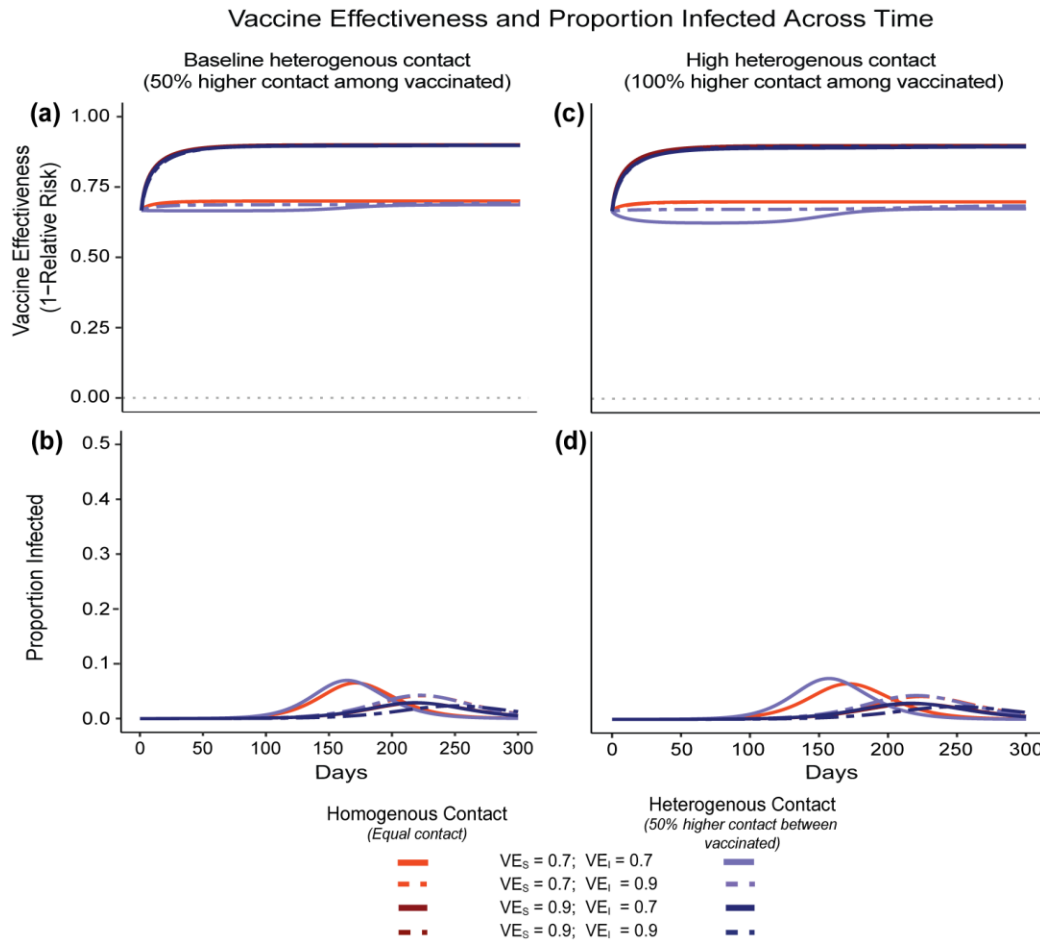 Vaccine Effectiveness and Proportion Infected Across Time
Baseline heterogenous contact
(50% higher contact among vaccinated)
High heterogenous contact
(100% higher contact among vaccinated)
(a)
(c)
Vaccine Effectiveness
(1−Relative Risk)
1.00
0.75
0.50
0.25
0.00
(b)
(d)
Proportion Infected
0.5
0.4
0.3
0.2
0.1
0.0
0 50 100 150 200 250 300
0 50 100 150 200 250 300
Days
Days
Homogenous Contact
(Equal contact)
Heterogenous Contact
(50% higher contact between
vaccinated)
VES = 0.7; VEI = 0.7
VES = 0.7; VEI = 0.9
VES = 0.9; VEI = 0.7
VES = 0.9; VEI = 0.9